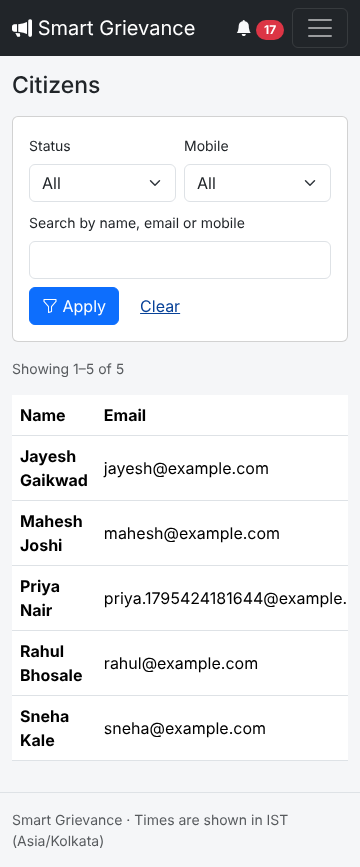 Smart Grievance 17
Citizens
Status Mobile
All All
Search by name, email or mobile
Apply Clear
Showing 1–5 of 5
Name Email
Jayesh
Gaikwad jayesh@example.com
Mahesh
Joshi mahesh@example.com
Priya
Nair priya.1795424181644@example.
Rahul
Bhosale rahul@example.com
Sneha
Kale sneha@example.com
Smart Grievance · Times are shown in IST
(Asia/Kolkata)